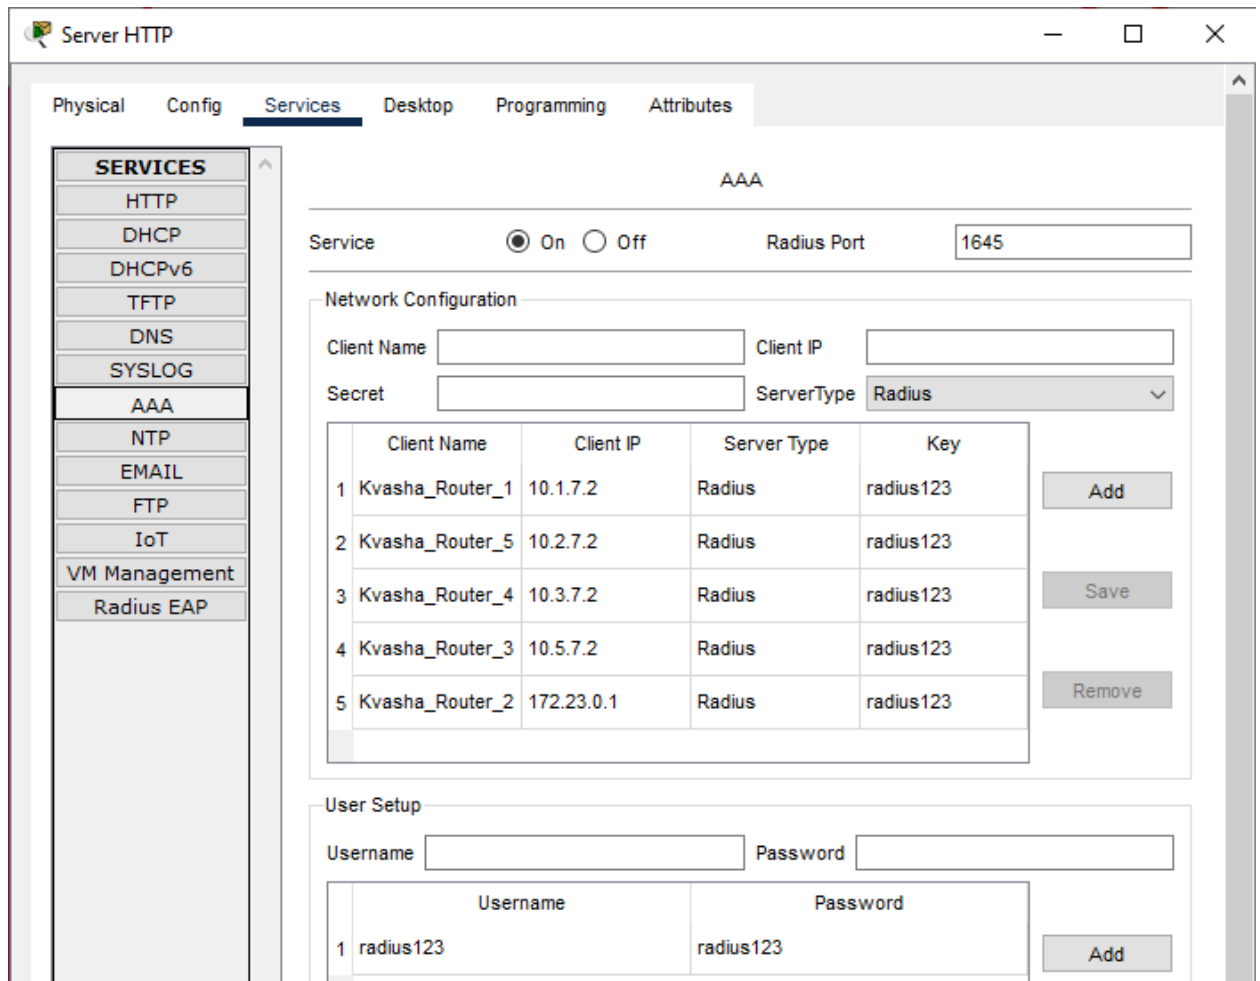 Server HTTP
Physical Config Services Desktop Programming Attributes
SERVICES
HTTP
DHCP
DHCPv6
TFTP
DNS
SYSLOG
AAA
NTP
EMAIL
FTP
IoT
VM Management
Radius EAP
AAA
Service On Off Radius Port 1645
Network Configuration
Client Name Client IP
Secret ServerType Radius
Client Name Client IP Server Type Key
1 Kvasha_Router_1 10.1.7.2 Radius radius123
2 Kvasha_Router_5 10.2.7.2 Radius radius123
3 Kvasha_Router_4 10.3.7.2 Radius radius123
4 Kvasha_Router_3 10.5.7.2 Radius radius123
5 Kvasha_Router_2 172.23.0.1 Radius radius123
Add
Save
Remove
User Setup
Username Password
Username Password
1 radius123 radius123
Add